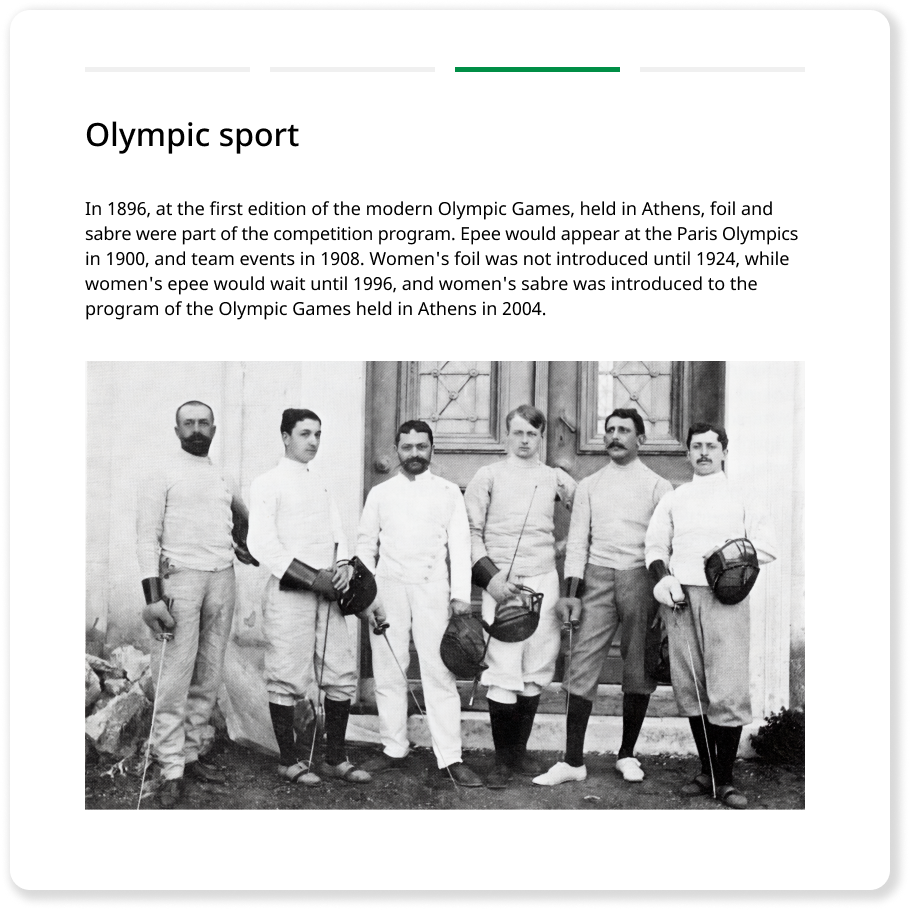 Olympic sport
In 1896, at the first edition of the modern Olympic Games, held in Athens, foil and
sabre were part of the competition program. Epee would appear at the Paris Olympics
in 1900, and team events in 1908. Women's foil was not introduced until 1924, while
women's epee would wait until 1996, and women's sabre was introduced to the
program of the Olympic Games held in Athens in 2004.